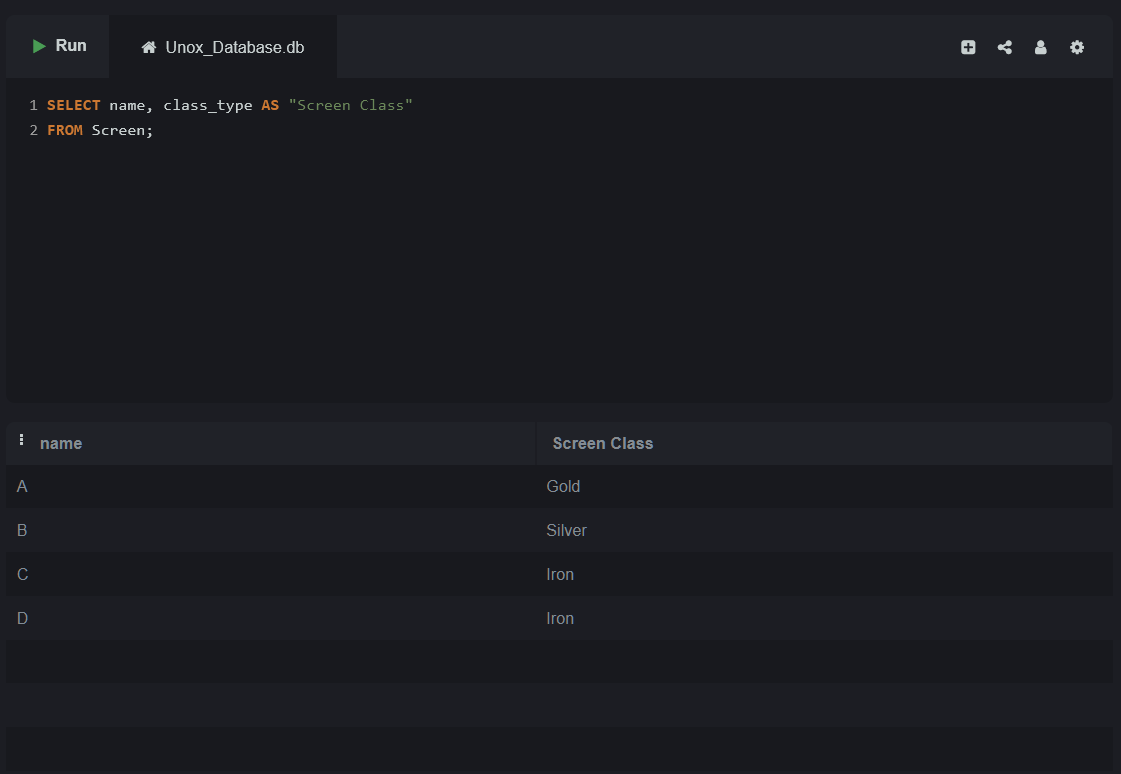 Run
Unox_Database.db
1 SELECT name, class_type AS "Screen Class"
2 FROM Screen;
name Screen Class
A Gold
B Silver
C Iron
D Iron